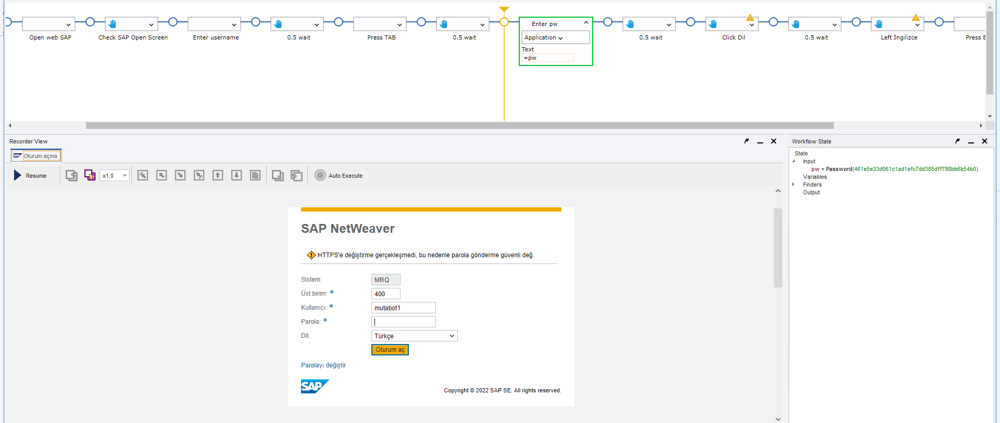 Enter pw
Open web SAP
Check SAP Open Screen
Enter username
0.5 wait
Press TAB
0.5 wait
Application
Text
=pw
0.5 wait
Click Dil
0.5 wait
Left İngilizce
Press E
Recorder View
SAP Oturum açma
Resume
x1.0
Auto Execute
SAP NetWeaver
HTTPS'e değiştirme gerçekleşmedi, bu nedenle parola gönderme güvenli değ.
Sistem: MRQ
Üst birim: * 400
Kullanıcı: * mutabot1
Parola: *
Dil: Türkçe
Oturum aç
Parolayı değiştir
SAP
Copyright © 2022 SAP SE. All rights reserved.
Workflow State
State
Input
pw = Password(461e5e33d061c1ad1efc7dd385dff798bb6b54b0)
Variables
Finders
Output